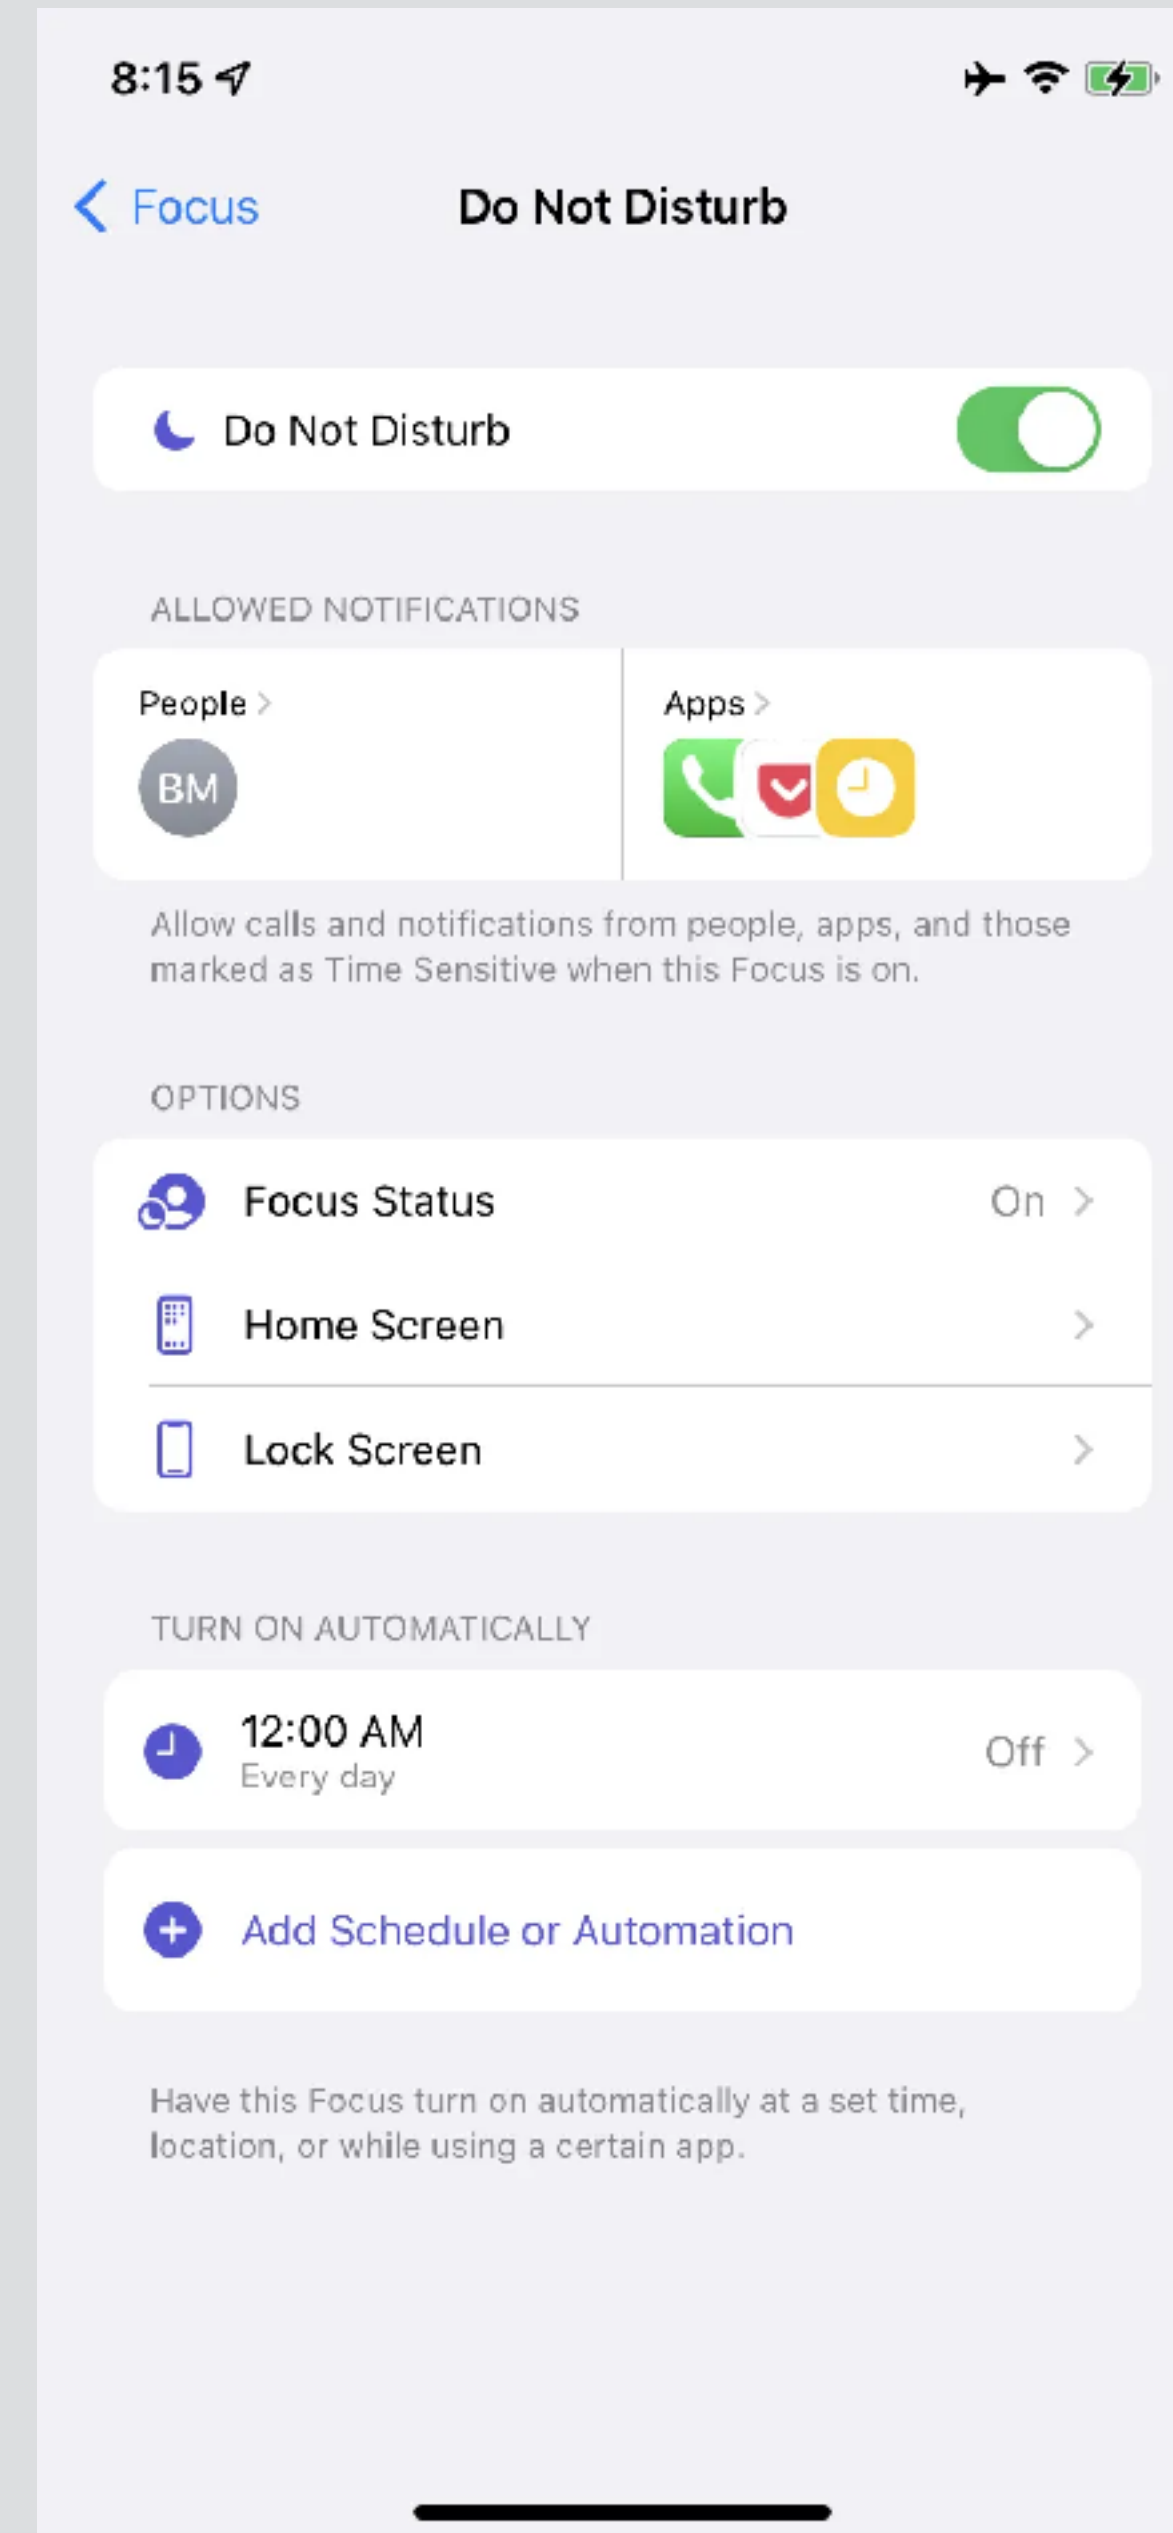 8:15
Focus
Do Not Disturb
Do Not Disturb
ALLOWED NOTIFICATIONS
People
Apps
BM
Allow calls and notifications from people, apps, and those
marked as Time Sensitive when this Focus is on.
OPTIONS
Focus Status
On
Home Screen
Lock Screen
TURN ON AUTOMATICALLY
12:00 AM
Every day
Off
Add Schedule or Automation
Have this Focus turn on automatically at a set time,
location, or while using a certain app.